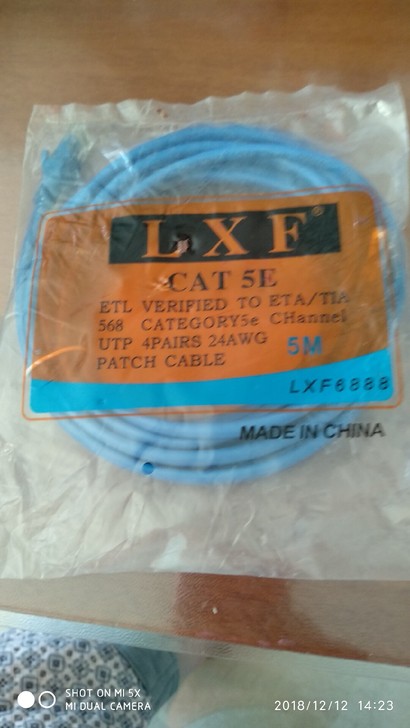 LXF®
CAT 5E
ETL VERIFIED TO ETA/TIA
568 CATEGORY5e CHannel
UTP 4PAIRS 24AWG
5M
PATCH CABLE
LXF6888
MADE IN CHINA
SHOT ON MI 5X
MI DUAL CAMERA
2018/12/12 14:23